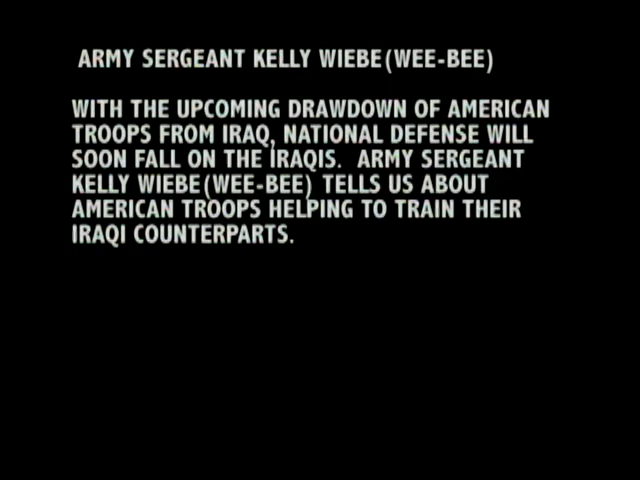 ARMY SERGEANT KELLY WIEBE(WEE-BEE)
WITH THE UPCOMING DRAWDOWN OF AMERICAN
TROOPS FROM IRAQ, NATIONAL DEFENSE WILL
SOON FALL ON THE IRAQIS.  ARMY SERGEANT
KELLY WIEBE(WEE-BEE) TELLS US ABOUT
AMERICAN TROOPS HELPING TO TRAIN THEIR
IRAQI COUNTERPARTS.